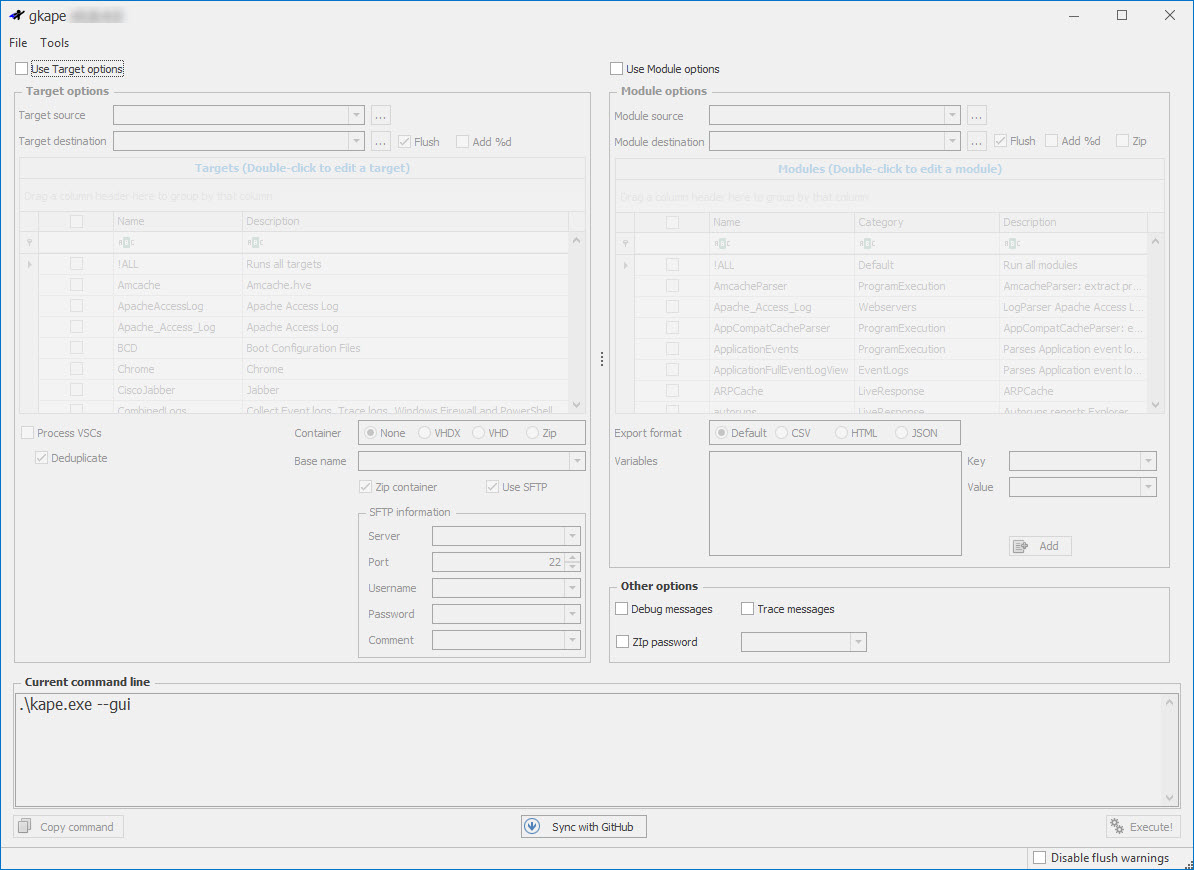 gkape
File Tools
Use Target options
Target options
Target source ...
Target destination ... Flush Add %d
Targets (Double-click to edit a target)
Drag a column header here to group by that column
Name Description
!ALL Runs all targets
Amcache Amcache.hve
ApacheAccessLog Apache Access Log
Apache_Access_Log Apache Access Log
BCD Boot Configuration Files
Chrome Chrome
CiscoJabber Jabber
CombinedLogs Collect Event logs, Trace logs, Windows Firewall and PowerShell
Process VSCs Container None VHDX VHD Zip
Deduplicate Base name
Zip container Use SFTP
SFTP information
Server
Port 22
Username
Password
Comment
Use Module options
Module options
Module source ...
Module destination ... Flush Add %d Zip
Modules (Double-click to edit a module)
Drag a column header here to group by that column
Name Category Description
!ALL Default Run all modules
AmcacheParser ProgramExecution AmcacheParser: extract pr...
Apache_Access_Log Webservers LogParser Apache Access L...
AppCompatCacheParser ProgramExecution AppCompatCacheParser: e...
ApplicationEvents ProgramExecution Parses Application event lo...
ApplicationFullEventLogView EventLogs Parses Application event lo...
ARPCache LiveResponse ARPCache
autoruns LiveResponse Autoruns reports Explorer
Export format Default CSV HTML JSON
Variables Key
Value
Add
Other options
Debug messages Trace messages
ZIp password
Current command line
.\kape.exe --gui
Copy command Sync with GitHub Execute!
Disable flush warnings